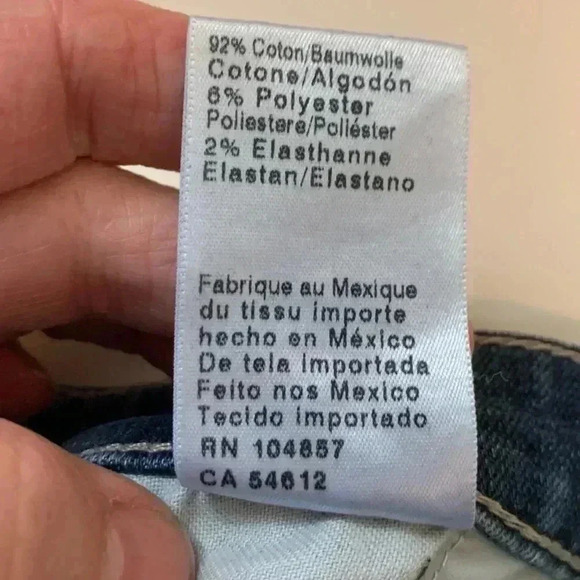 92% Coton/Baumwolle
Cotone/Algodón
6% Polyester
Poliestere/Poliéster
2% Elasthanne
Elastan/Elastano
Fabrique au Mexique
du tissu importe
hecho en México
De tela importada
Feito nos Mexico
Tecido importado
RN 104857
CA 54612